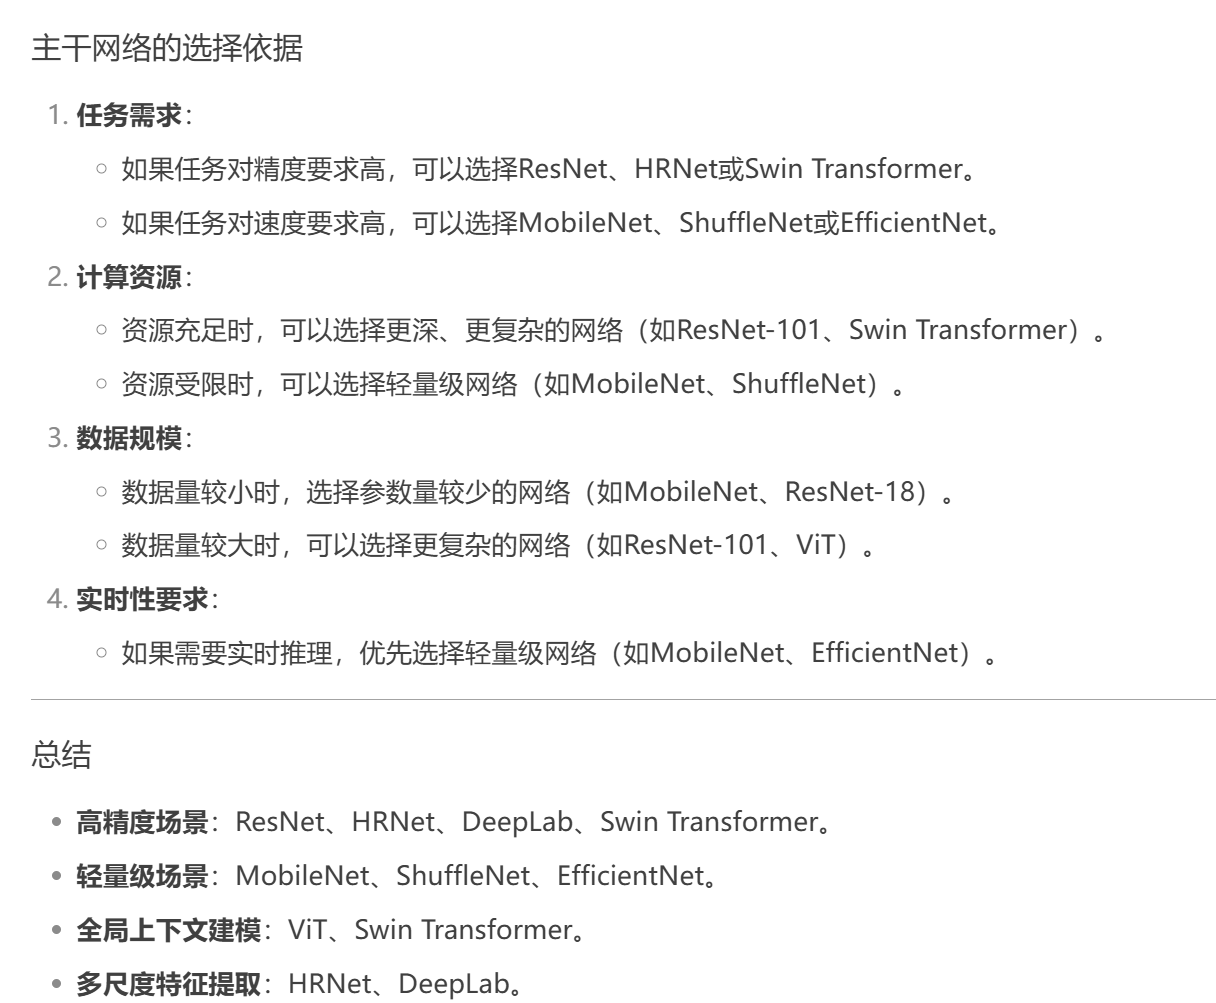 主干网络的选择依据
1. 任务需求：
如果任务对精度要求高，可以选择ResNet、HRNet或Swin Transformer。
如果任务对速度要求高，可以选择MobileNet、ShuffleNet或EfficientNet。
2. 计算资源：
资源充足时，可以选择更深、更复杂的网络（如ResNet-101、Swin Transformer）。
资源受限时，可以选择轻量级网络（如MobileNet、ShuffleNet）。
3. 数据规模：
数据量较小时，选择参数量较少的网络（如MobileNet、ResNet-18）。
数据量较大时，可以选择更复杂的网络（如ResNet-101、ViT）。
4. 实时性要求：
如果需要实时推理，优先选择轻量级网络（如MobileNet、EfficientNet）。
总结
高精度场景：ResNet、HRNet、DeepLab、Swin Transformer。
轻量级场景：MobileNet、ShuffleNet、EfficientNet。
全局上下文建模：ViT、Swin Transformer。
多尺度特征提取：HRNet、DeepLab。